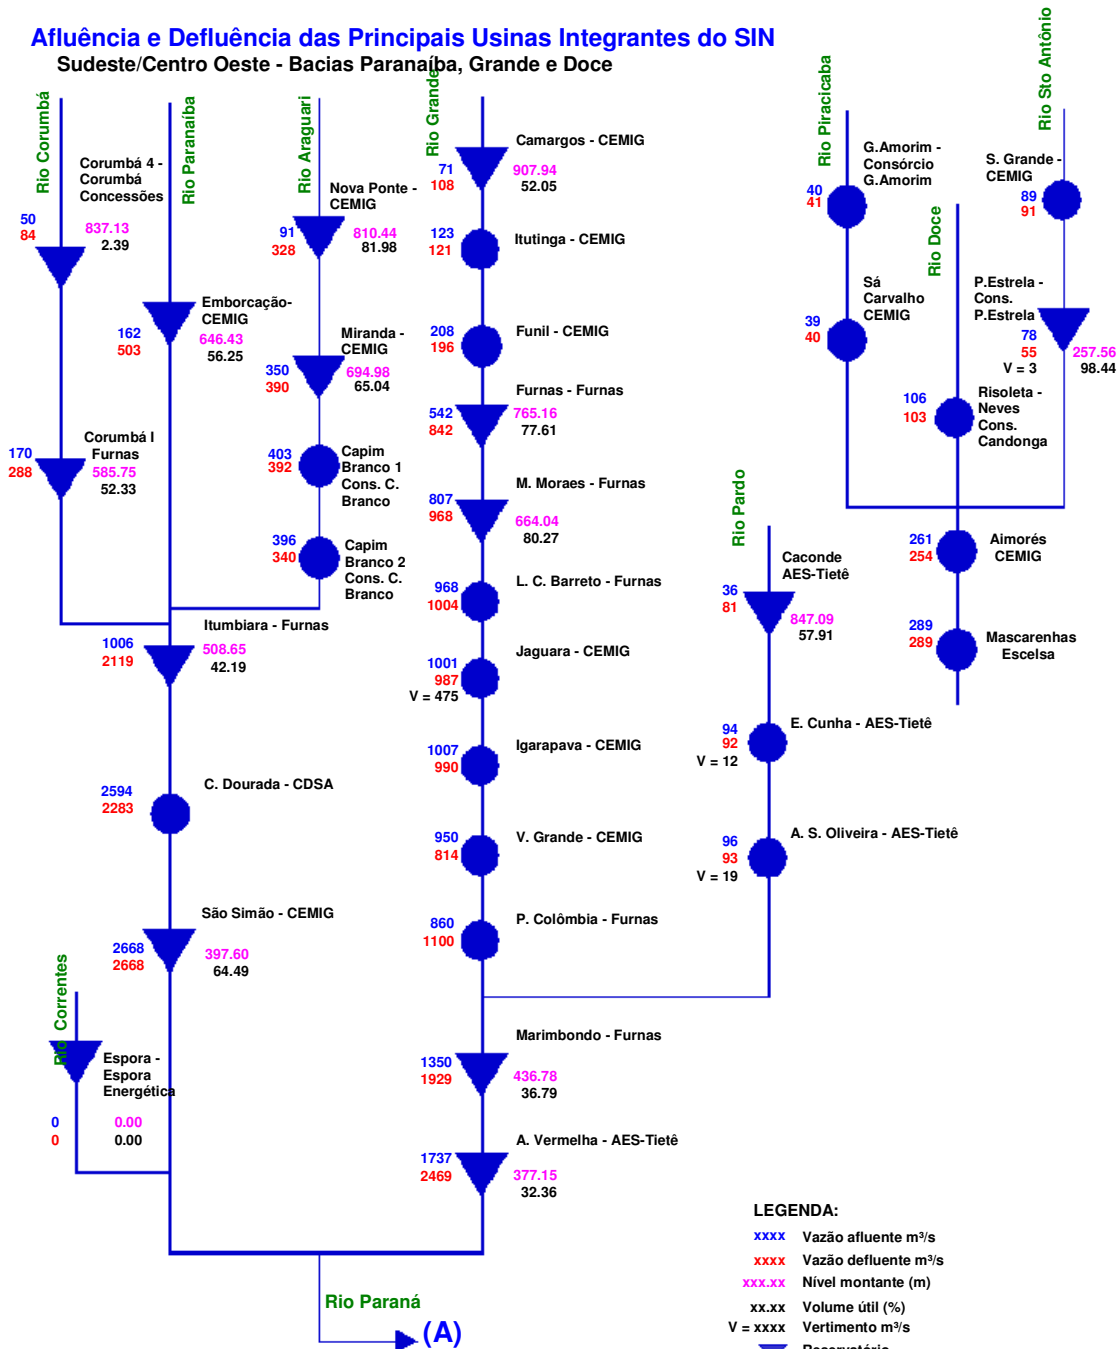 Afluência e Defluência das Principais Usinas Integrantes do SIN
Sudeste/Centro Oeste - Bacias Paranaíba, Grande e Doce
Rio Corumbá
Corumbá 4 -
Corumbá
Concessões
50
84
837.13
2.39
Corumbá I
Furnas
170
288
585.75
52.33
Rio Paranaíba
Emborcação-
CEMIG
162
503
646.43
56.25
Rio Araguari
Nova Ponte -
CEMIG
91
328
810.44
81.98
Miranda -
CEMIG
350
390
694.98
65.04
403
392
Capim
Branco 1
Cons. C.
Branco
396
340
Capim
Branco 2
Cons. C.
Branco
Itumbiara - Furnas
1006
2119
508.65
42.19
C. Dourada - CDSA
2594
2283
São Simão - CEMIG
2668
2668
397.60
64.49
Rio Correntes
Espora -
Espora
Energética
0
0
0.00
0.00
Rio Grande
Camargos - CEMIG
71
108
907.94
52.05
Itutinga - CEMIG
123
121
Funil - CEMIG
208
196
Furnas - Furnas
542
842
765.16
77.61
M. Moraes - Furnas
807
968
664.04
80.27
L. C. Barreto - Furnas
968
1004
Jaguara - CEMIG
1001
987
V = 475
Igarapava - CEMIG
1007
990
V. Grande - CEMIG
950
814
P. Colômbia - Furnas
860
1100
Marimbondo - Furnas
1350
1929
436.78
36.79
A. Vermelha - AES-Tietê
1737
2469
377.15
32.36
Rio Pardo
Caconde
AES-Tietê
36
81
847.09
57.91
E. Cunha - AES-Tietê
94
92
V = 12
A. S. Oliveira - AES-Tietê
96
93
V = 19
Rio Piracicaba
G.Amorim -
Consórcio
G.Amorim
40
41
Sá
Carvalho
CEMIG
39
40
Rio Doce
Risoleta -
Neves
Cons.
Candonga
106
103
Rio Sto Antônio
S. Grande -
CEMIG
89
91
P.Estrela -
Cons.
P.Estrela
78
55
V = 3
257.56
98.44
Aimorés
CEMIG
261
254
Mascarenhas
Escelsa
289
289
Rio Paraná
(A)
LEGENDA:
xxxx Vazão afluente m³/s
xxxx Vazão defluente m³/s
xxx.xx Nível montante (m)
xx.xx Volume útil (%)
V = xxxx Vertimento m³/s
Reservatório